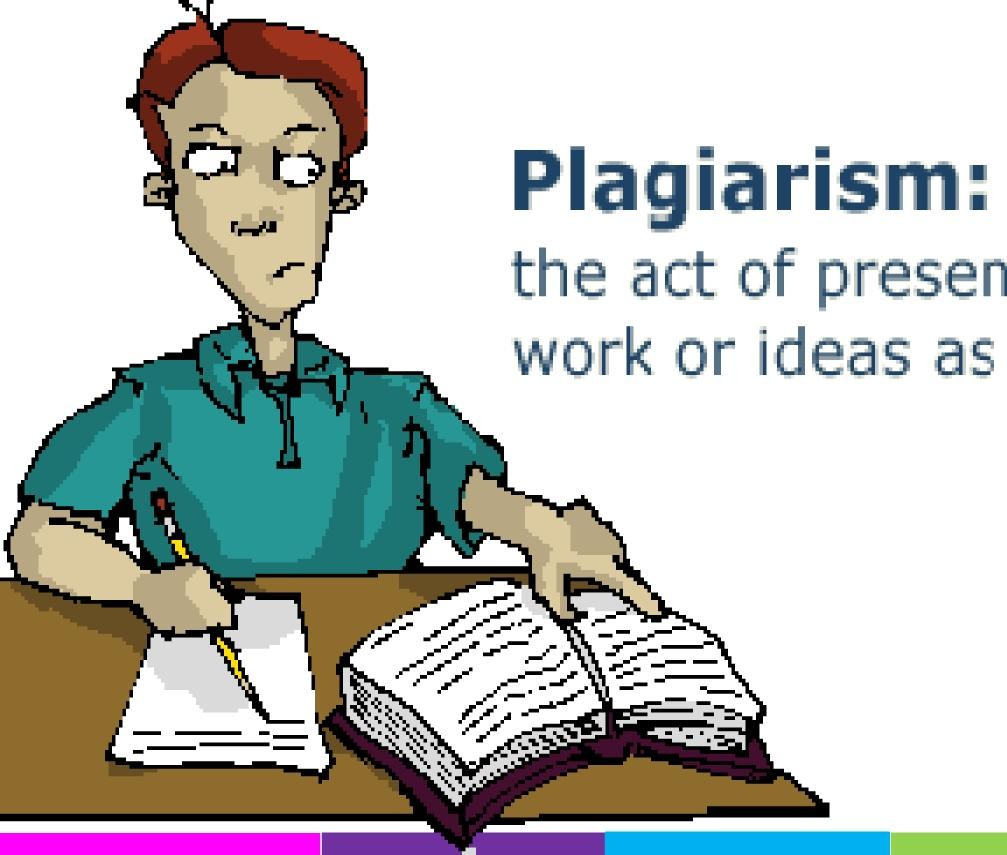 Plagiarism:
the act of presen
work or ideas as